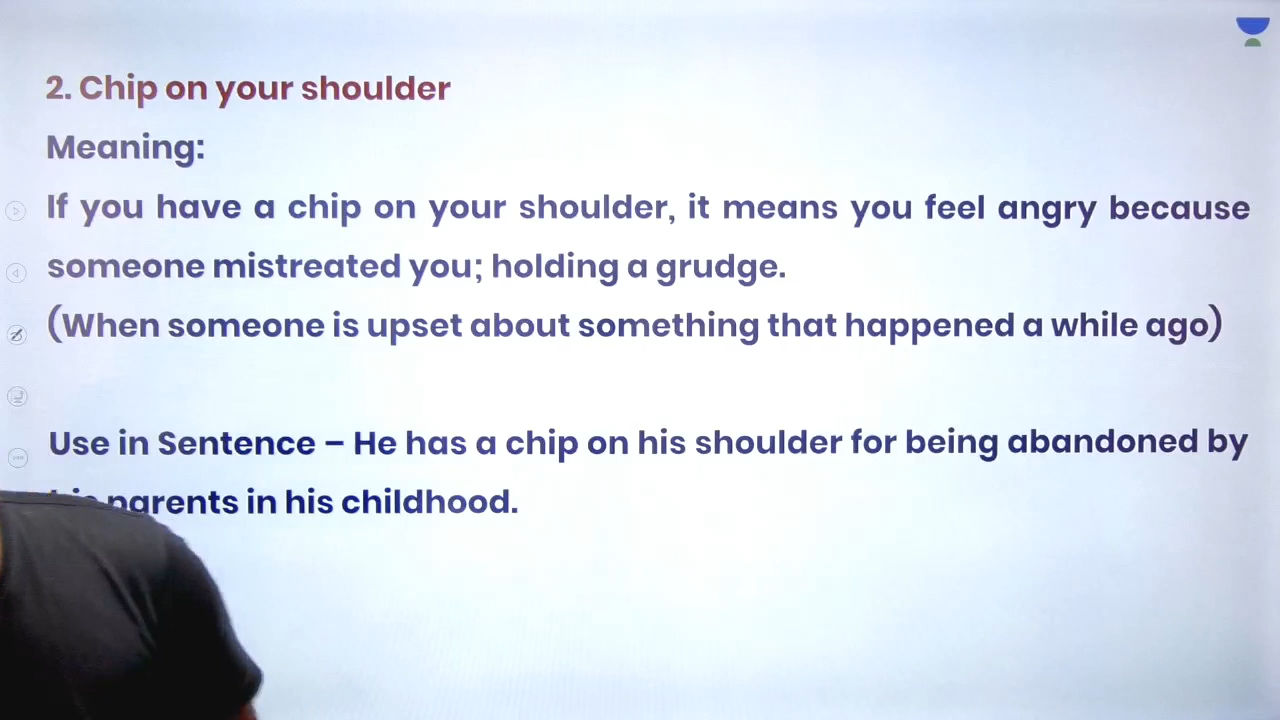 2. Chip on your shoulder
Meaning:
If you have a chip on your shoulder, it means you feel angry because
someone mistreated you; holding a grudge.
(When someone is upset about something that happened a while ago)
Use in Sentence – He has a chip on his shoulder for being abandoned by
parents in his childhood.